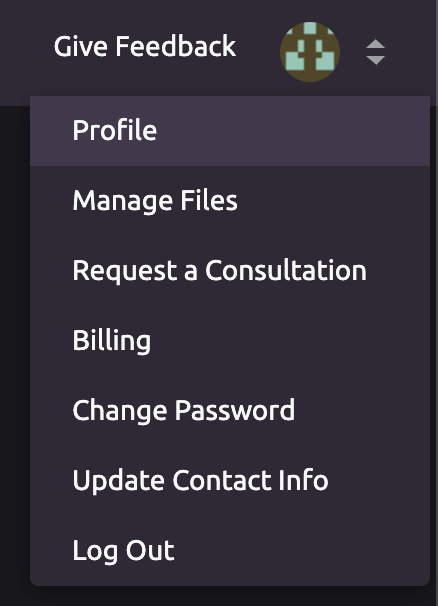 Give Feedback
Profile
Manage Files
Request a Consultation
Billing
Change Password
Update Contact Info
Log Out